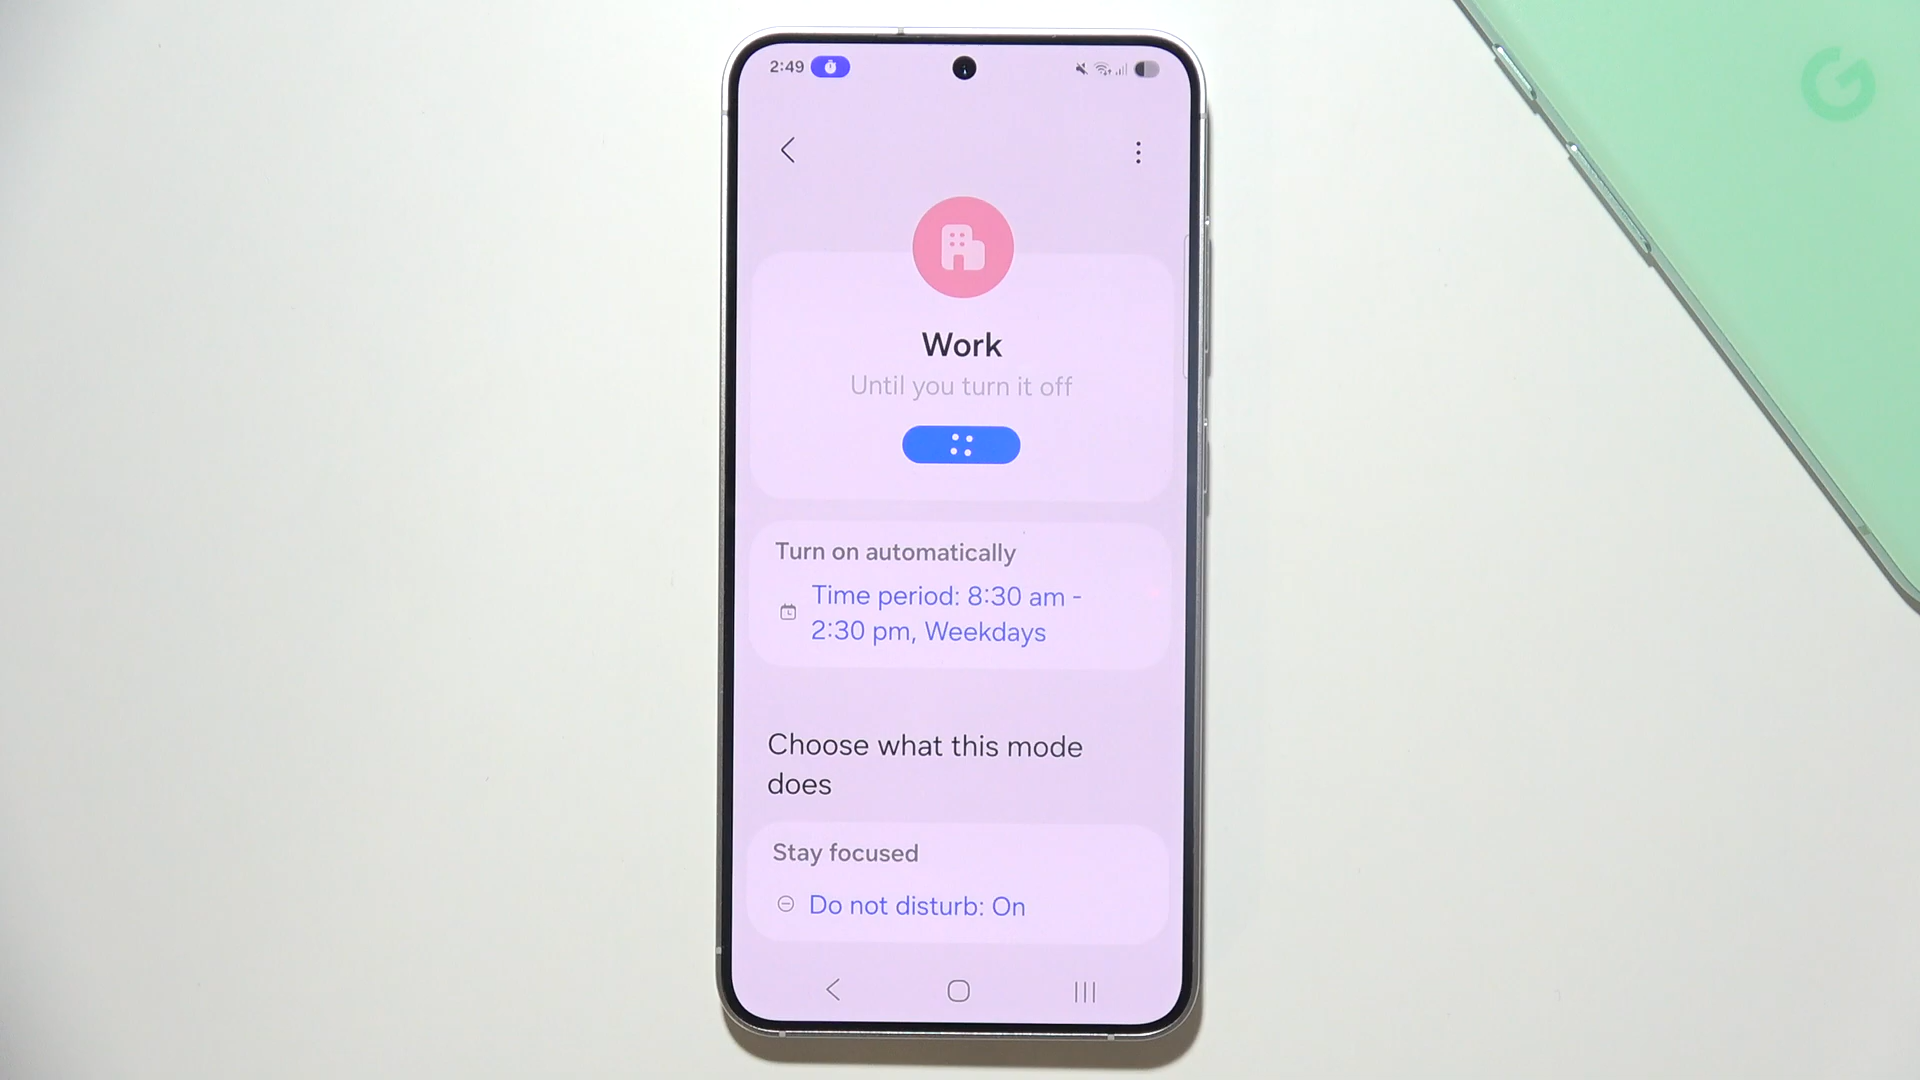 2:49
Work
Until you turn it off
Turn on automatically
Time period: 8:30 am -
2:30 pm, Weekdays
Choose what this mode
does
Stay focused
Do not disturb: On